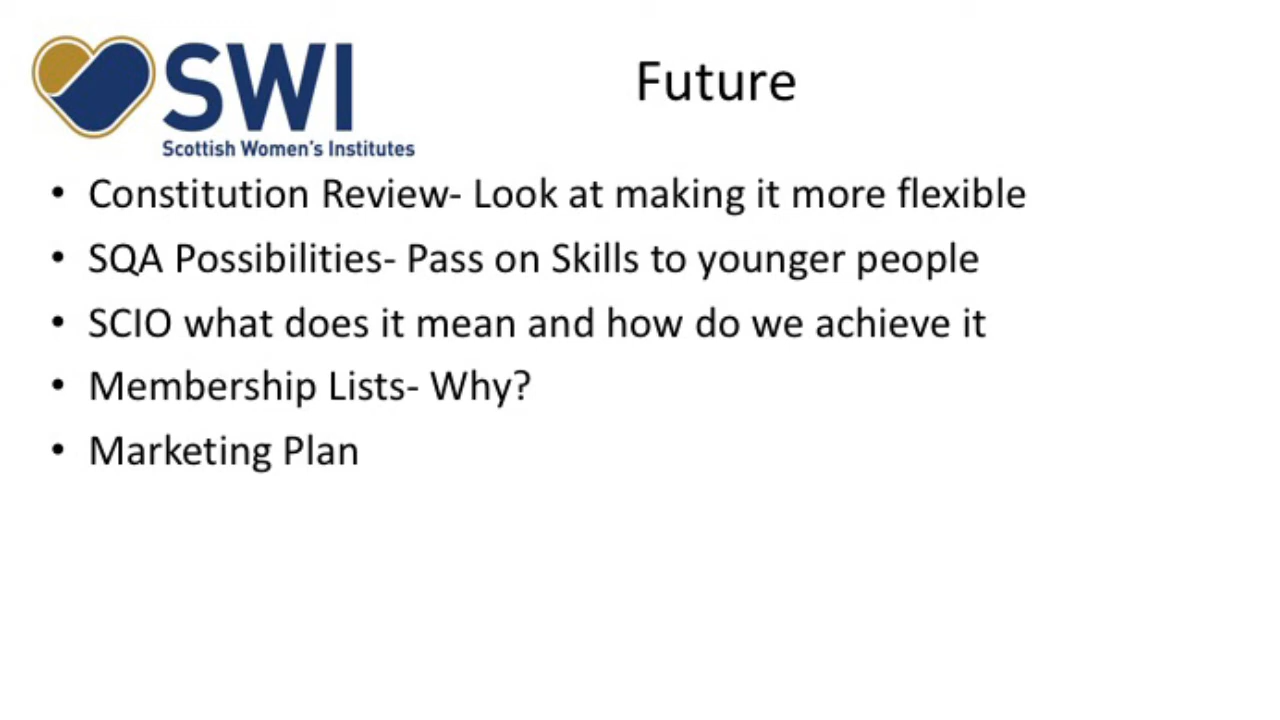 SWI
Scottish Women's Institutes
Future
• Constitution Review- Look at making it more flexible
• SQA Possibilities- Pass on Skills to younger people
• SCIO what does it mean and how do we achieve it
• Membership Lists- Why?
• Marketing Plan